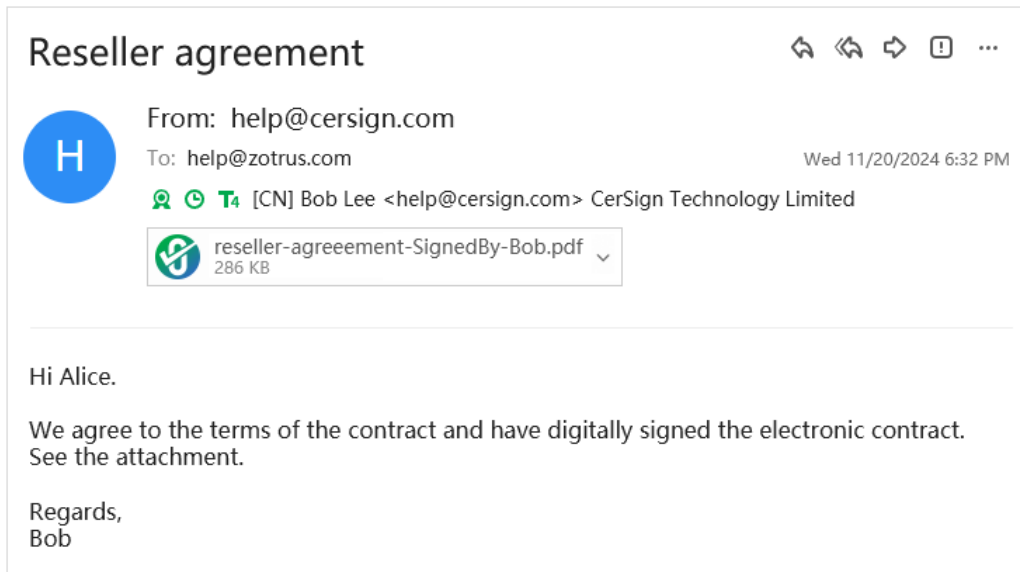 Reseller agreement
H
From: help@cersign.com
To: help@zotrus.com
Wed 11/20/2024 6:32 PM
T4 [CN] Bob Lee <help@cersign.com> CerSign Technology Limited
reseller-agreeement-SignedBy-Bob.pdf
286 KB
Hi Alice.
We agree to the terms of the contract and have digitally signed the electronic contract.
See the attachment.
Regards,
Bob